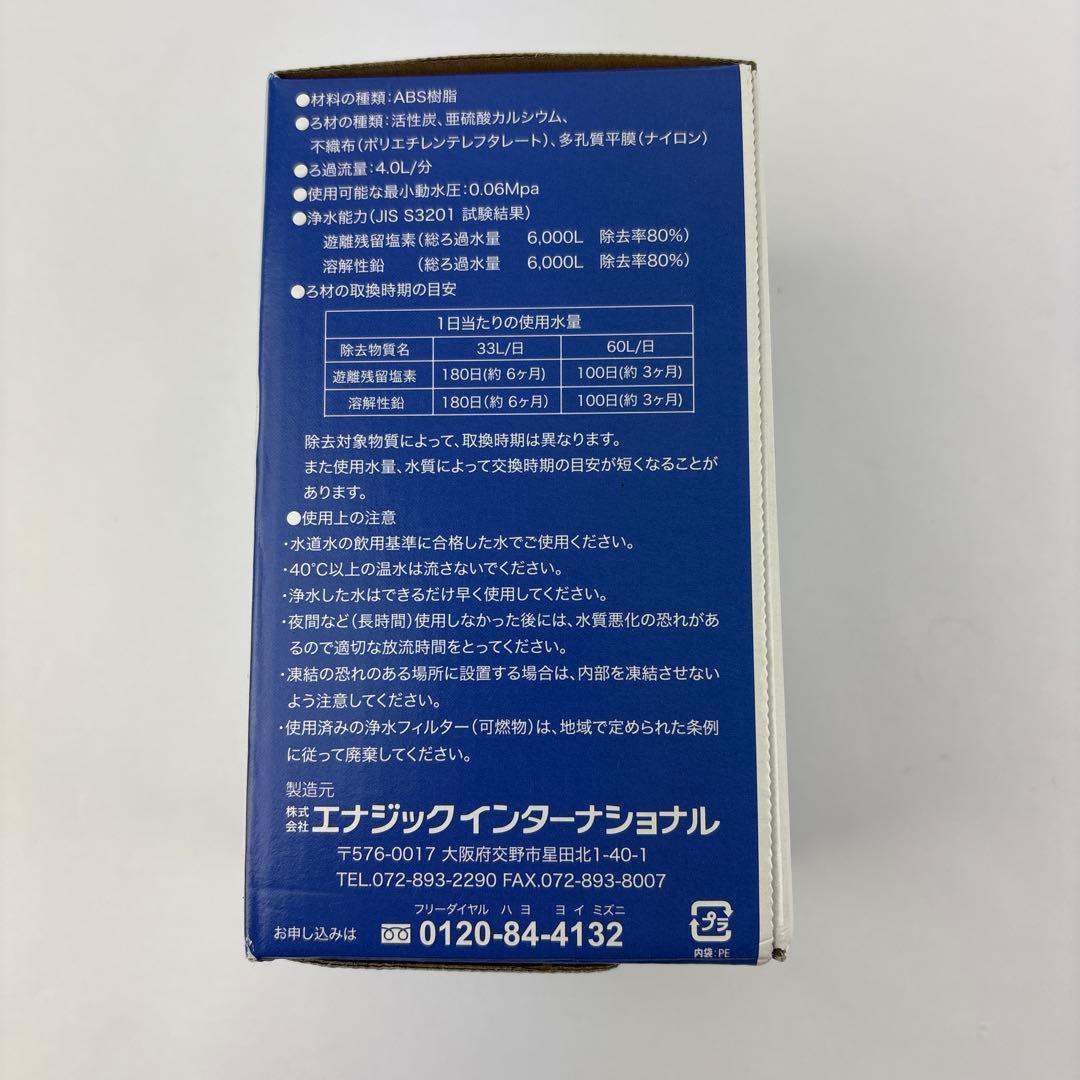 ●材料の種類:ABS樹脂
●ろ材の種類:活性炭、亜硫酸カルシウム、
不織布(ポリエチレンテレフタレート)、多孔質平膜(ナイロン)
●ろ過流量:4.0L/分
●使用可能な最小動水圧:0.06Mpa
●浄水能力(JIS S3201 試験結果)
遊離残留塩素(総ろ過水量 6,000L 除去率80%)
溶解性鉛 (総ろ過水量 6,000L 除去率80%)
●ろ材の取換時期の目安
1日当たりの使用水量
除去物質名 33L/日 60L/日
遊離残留塩素 180日(約 6ヶ月) 100日(約 3ヶ月)
溶解性鉛 180日(約 6ヶ月) 100日(約 3ヶ月)
除去対象物質によって、取換時期は異なります。
また使用水量、水質によって交換時期の目安が短くなることが
あります。
●使用上の注意
・水道水の飲用基準に合格した水でご使用ください。
・40℃以上の温水は流さないでください。
・浄水した水はできるだけ早く使用してください。
・夜間など(長時間)使用しなかった後には、水質悪化の恐れがあ
るので適切な放流時間をとってください。
・凍結の恐れのある場所に設置する場合は、内部を凍結させない
よう注意してください。
・使用済みの浄水フィルター(可燃物)は、地域で定められた条例
に従って廃棄してください。
製造元
株式会社 エナジックインターナショナル
〒576-0017 大阪府交野市星田北1-40-1
TEL.072-893-2290 FAX.072-893-8007
フリーダイヤル ハ ヨ ヨ イ ミズニ
お申し込みは 0120-84-4132
プラ
内袋:PE